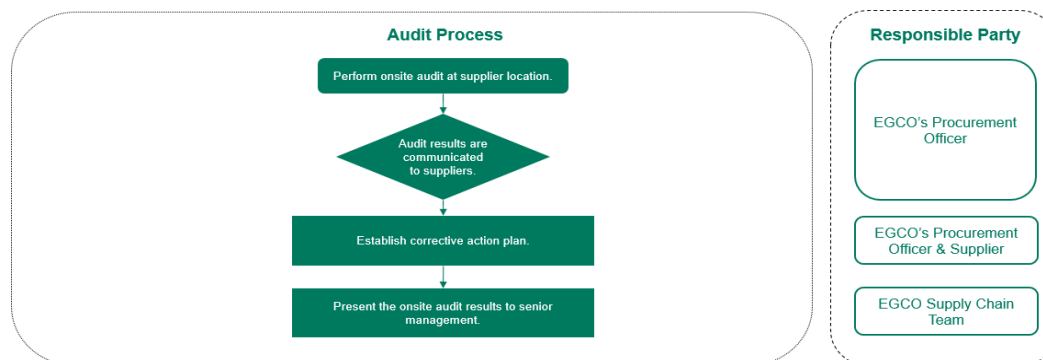 Audit Process
Perform onsite audit at supplier location.
Audit results are
communicated
to suppliers.
Establish corrective action plan.
Present the onsite audit results to senior
management.
Responsible Party
EGCO's Procurement
Officer
EGCO's Procurement
Officer & Supplier
EGCO Supply Chain
Team